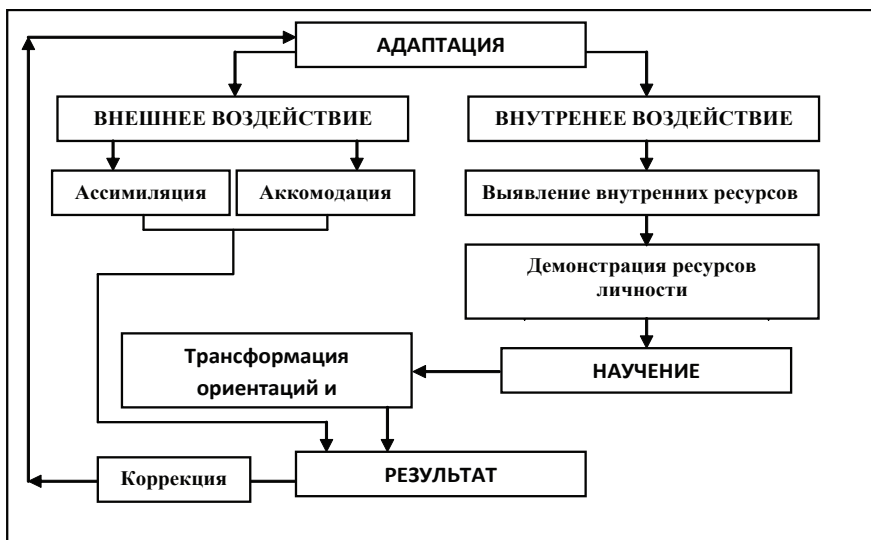 АДАПТАЦИЯ
ВНЕШНЕЕ ВОЗДЕЙСТВИЕ
ВНУТРЕНЕЕ ВОЗДЕЙСТВИЕ
Ассимиляция
Аккомодация
Выявление внутренних ресурсов
Демонстрация ресурсов
личности
Трансформация
ориентаций и
НАУЧЕНИЕ
Коррекция
РЕЗУЛЬТАТ